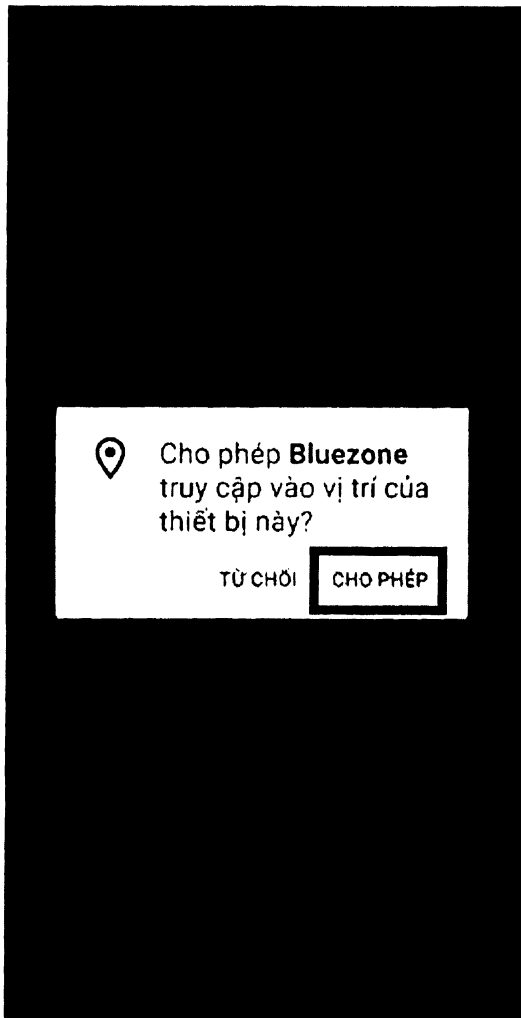 Cho phép Bluezone
truy cập vào vị trí của
thiết bị này?
TỪ CHỐI CHO PHÉP